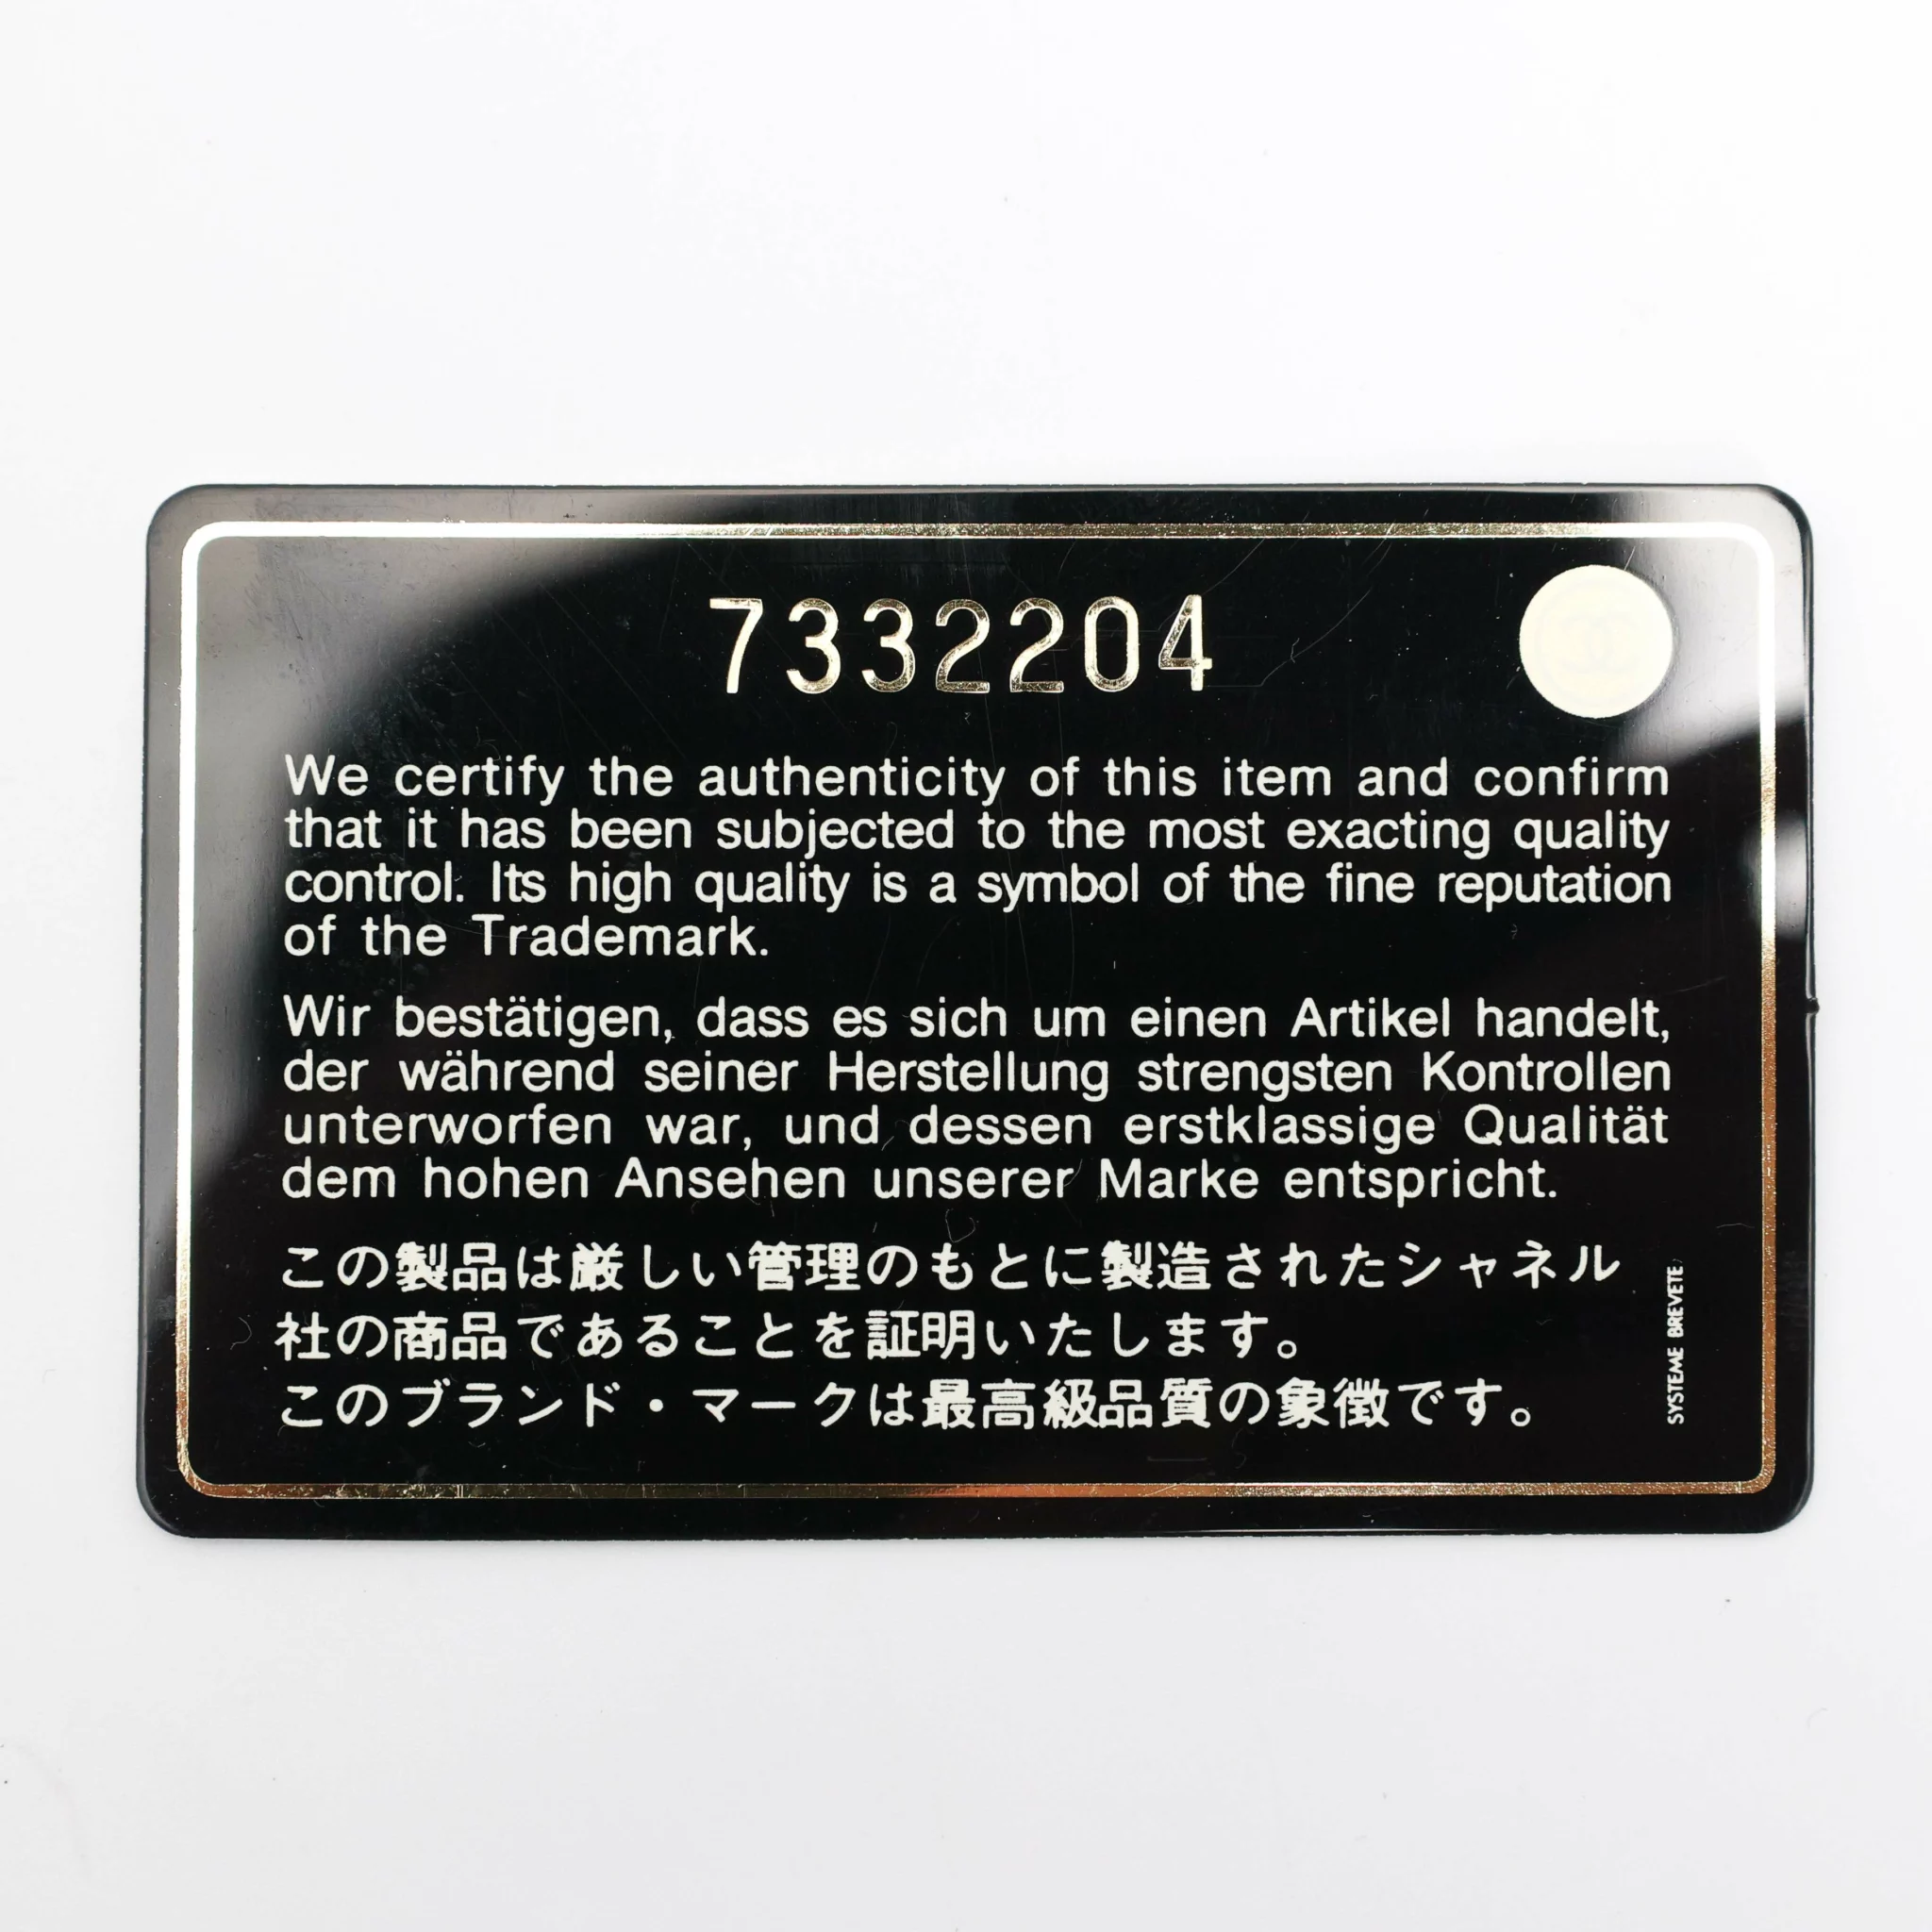 7332204
We certify the authenticity of this item and confirm
that it has been subjected to the most exacting quality
control. Its high quality is a symbol of the fine reputation
of the Trademark.
Wir bestätigen, dass es sich um einen Artikel handelt,
der während seiner Herstellung strengsten Kontrollen
unterworfen war, und dessen erstklassige Qualität
dem hohen Ansehen unserer Marke entspricht.
この製品は厳しい管理のもとに製造されたシャネル
社の商品であることを証明いたします。
このブランド・マークは最高級品質の象徴です。
SYSTEME BREVETE